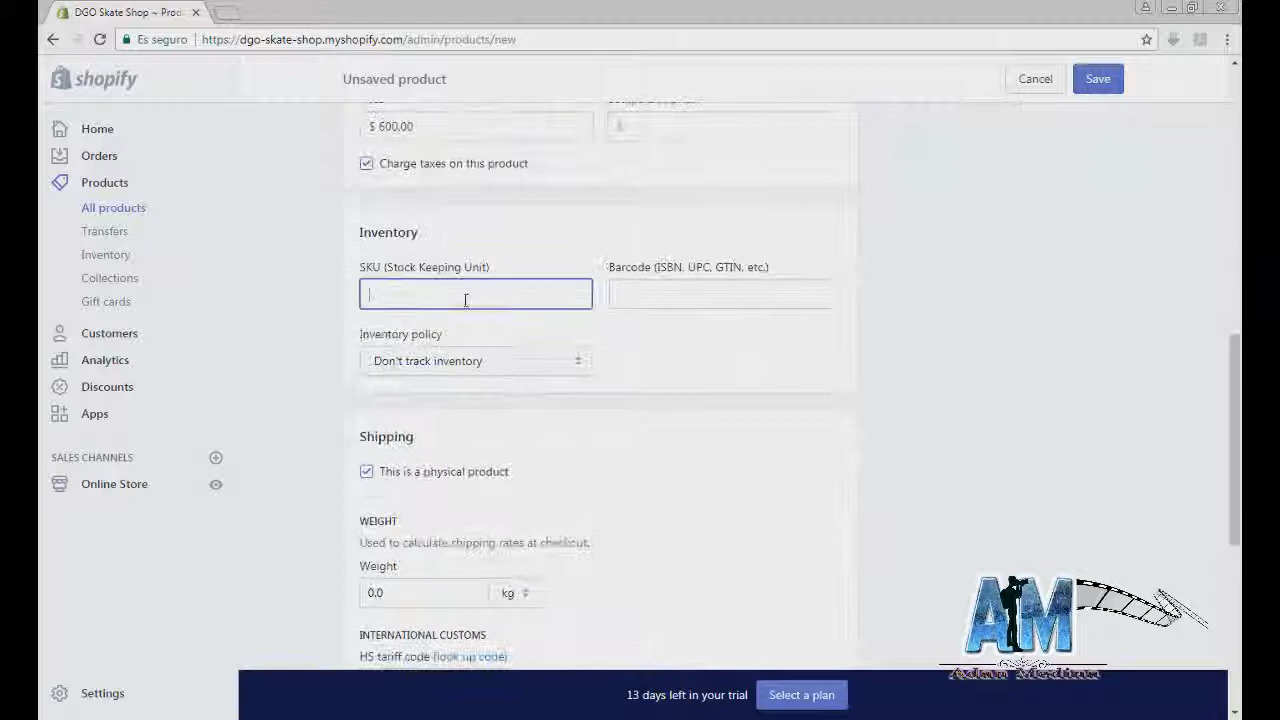 DGO Skate Shop ~ Prod
Es seguro
https://dgo-skate-shop.myshopify.com/admin/products/new
shopify
Unsaved product
Cancel
Save
Home
Orders
Products
All products
Transfers
Inventory
Collections
Gift cards
Customers
Analytics
Discounts
Apps
SALES CHANNELS
Online Store
Settings
$ 600.00
$
Charge taxes on this product
Inventory
SKU (Stock Keeping Unit)
Barcode (ISBN, UPC, GTIN, etc.)
Inventory policy
Don't track inventory
Shipping
This is a physical product
WEIGHT
Used to calculate shipping rates at checkout.
Weight
0.0
kg
INTERNATIONAL CUSTOMS
HS tariff code (look up code)
13 days left in your trial
Select a plan
AM
Adan Medina